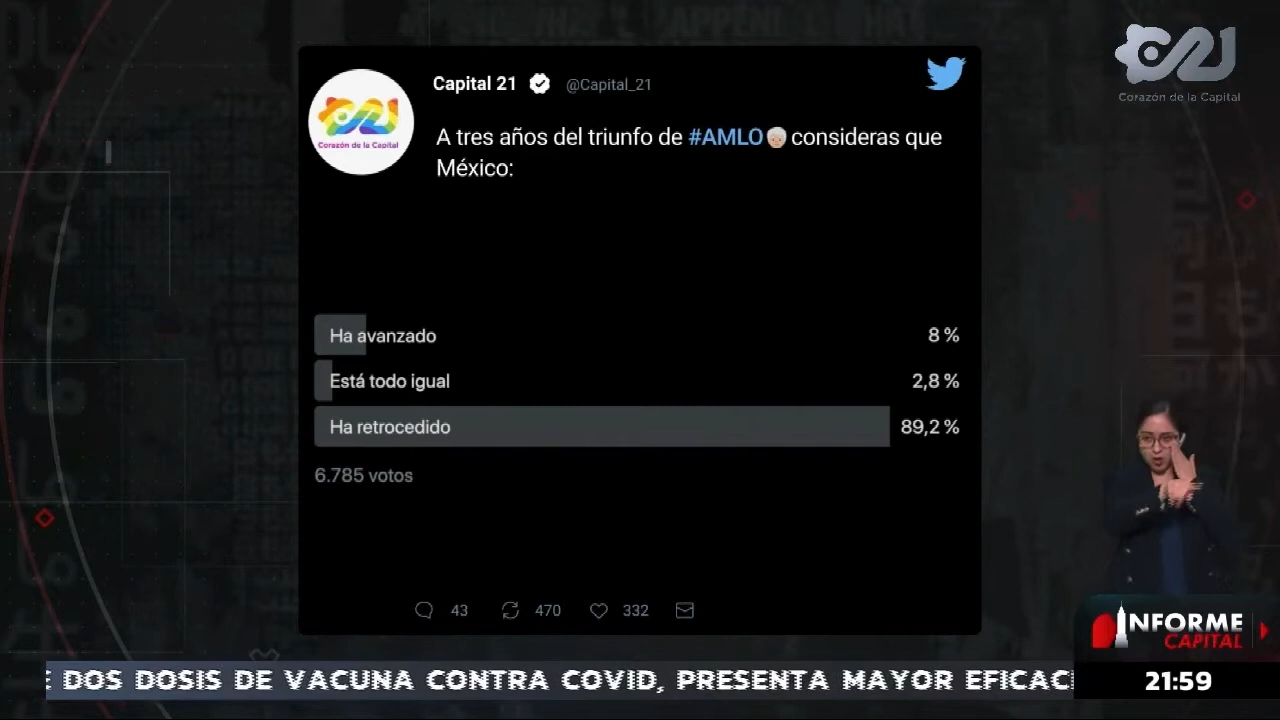 Capital 21 @Capital_21
Corazón de la Capital
Corazón de la Capital
A tres años del triunfo de #AMLO consideras que
México:
Ha avanzado 8 %
Está todo igual 2,8 %
Ha retrocedido 89,2 %
6.785 votos
43 470 332
INFORME
CAPITAL
DOS DOSIS DE VACUNA CONTRA COVID, PRESENTA MAYOR EFICAC
21:59